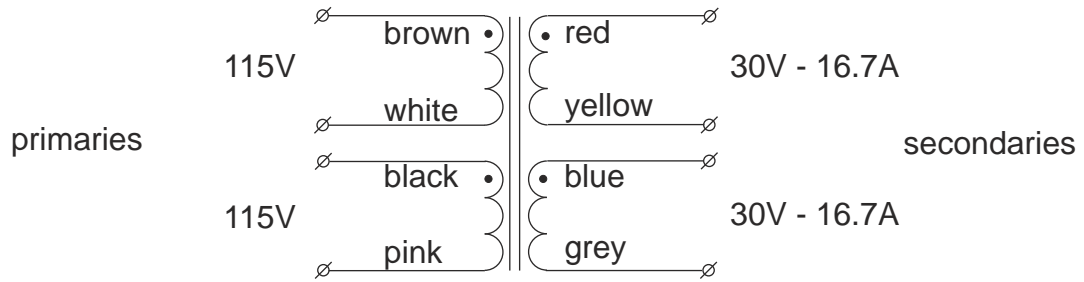 brown
red
115V
30V - 16.7A
white
yellow
primaries
secondaries
black
blue
115V
30V - 16.7A
pink
grey